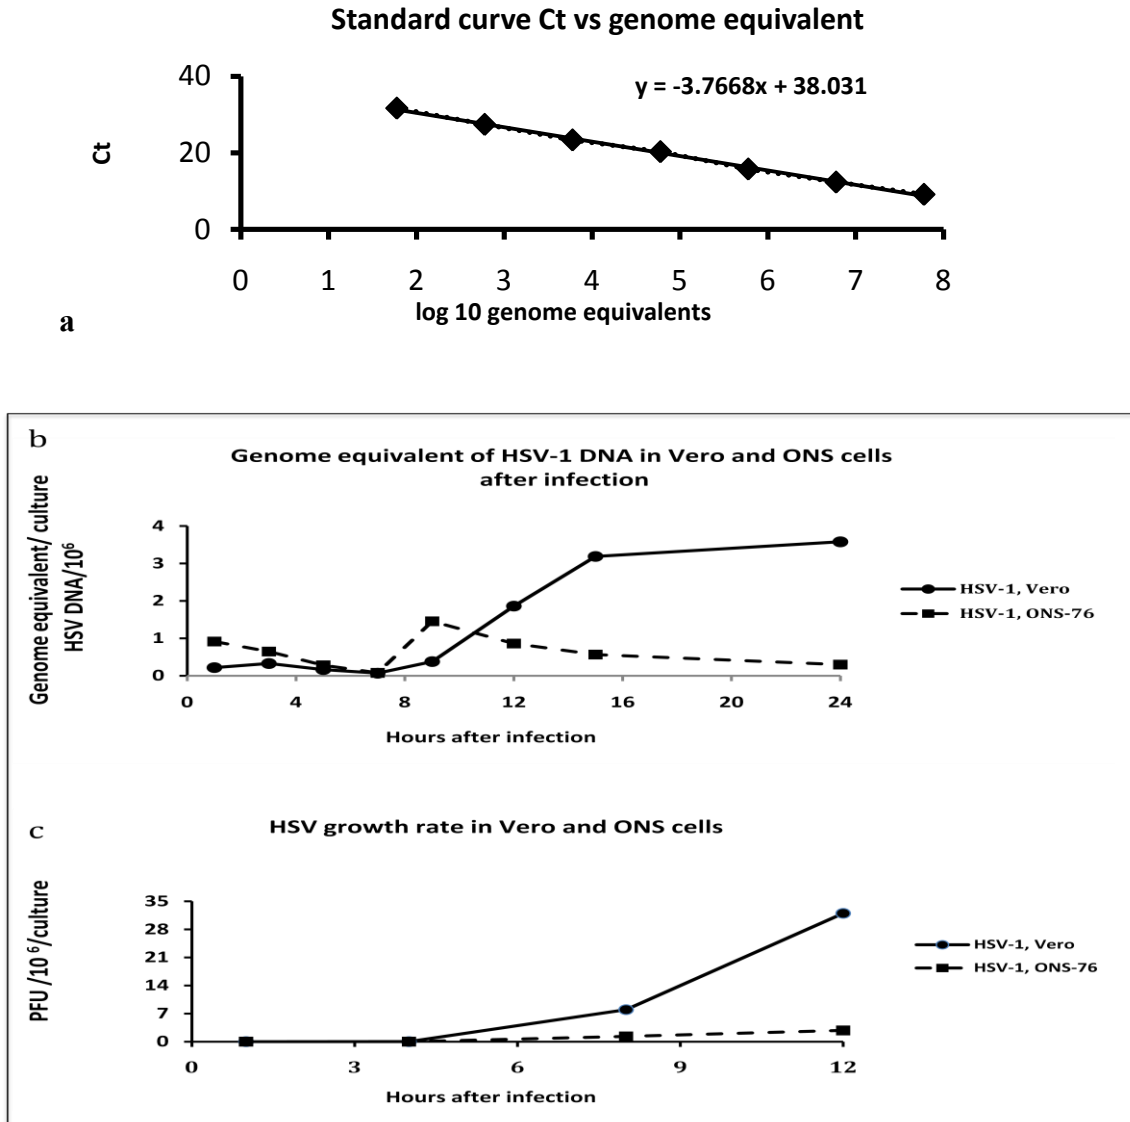 Standard curve Ct vs genome equivalent
y = -3.7668x + 38.031
40
20
0
Ct
0 1 2 3 4 5 6 7 8
log 10 genome equivalents
a
b
Genome equivalent of HSV-1 DNA in Vero and ONS cells
after infection
Genome equivalent/ culture
HSV DNA/10⁶
4
3
2
1
0
0 4 8 12 16 20 24
Hours after infection
HSV-1, Vero
HSV-1, ONS-76
c
HSV growth rate in Vero and ONS cells
PFU /10 ⁶/culture
35
28
21
14
7
0
0 3 6 9 12
Hours after infection
HSV-1, Vero
HSV-1, ONS-76